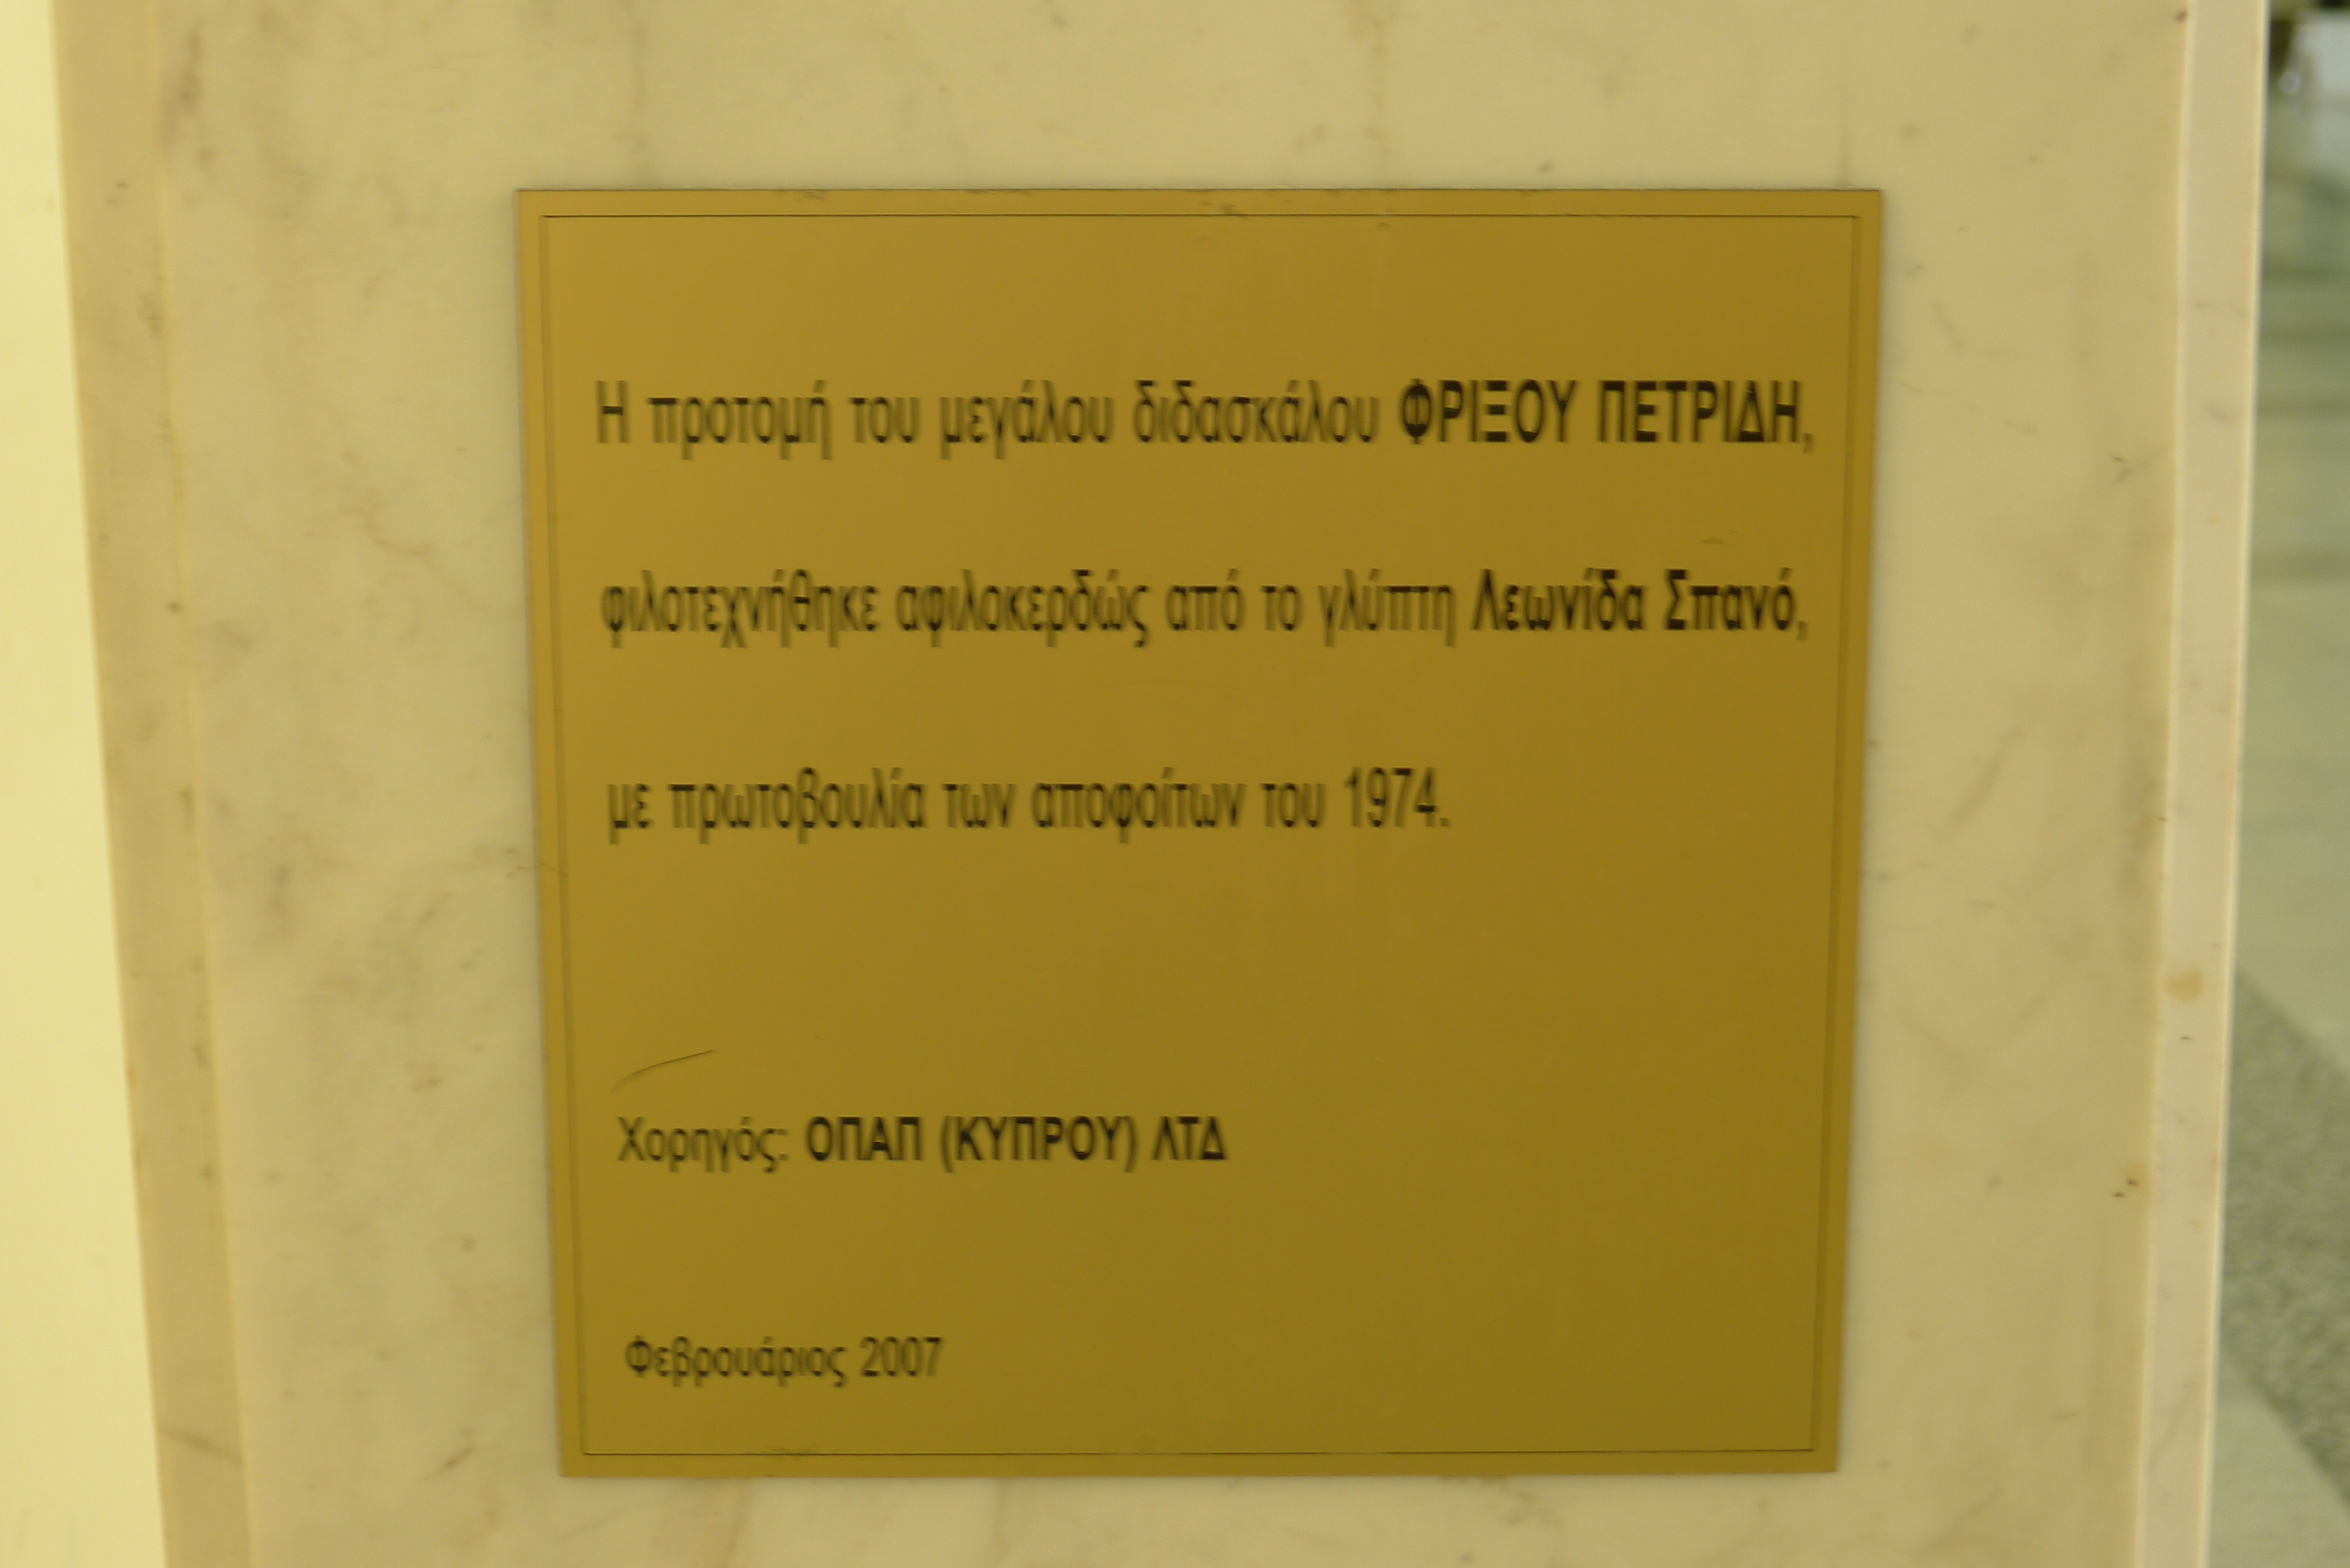 Η προτομή του μεγάλου διδασκάλου ΦΡΙΞΟΥ ΠΕΤΡΙΔΗ,
φιλοτεχνήθηκε αφιλοκερδώς από το γλύπτη Λεωνίδα Σπανό,
με πρωτοβουλία των αποφοίτων του 1974.
Χορηγός: ΟΠΑΠ (ΚΥΠΡΟΥ) ΛΤΔ
Φεβρουάριος 2007